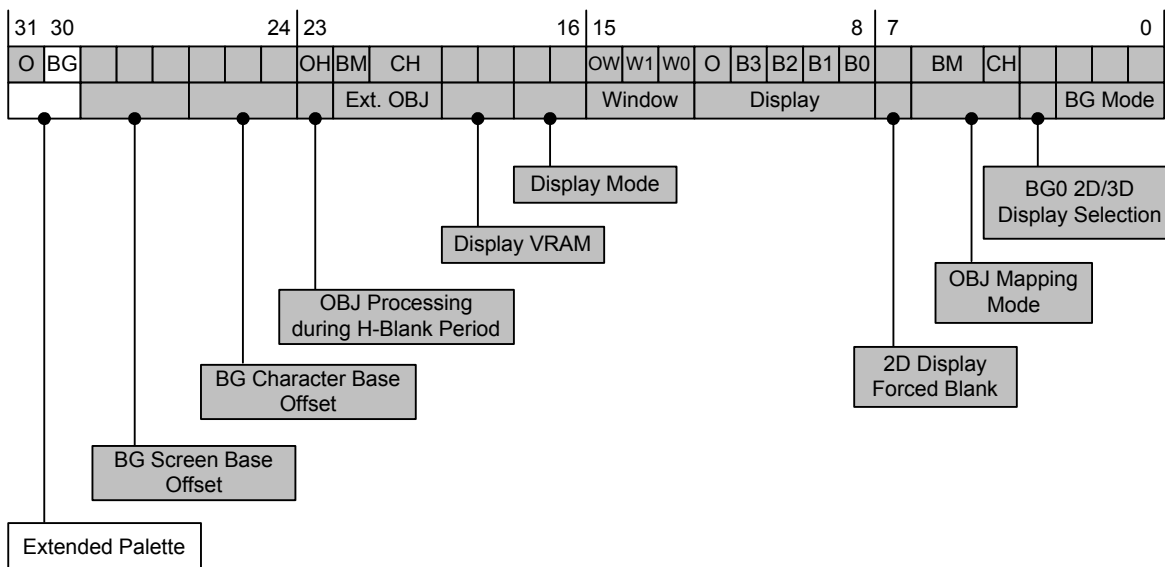 31 30 24 23 16 15 8 7 0
O BG OH BM CH OW W1 W0 O B3 B2 B1 B0 BM CH
Ext. OBJ Window Display BG Mode
Display Mode
BG0 2D/3D
Display Selection
Display VRAM
OBJ Mapping
Mode
OBJ Processing
during H-Blank Period
2D Display
Forced Blank
BG Character Base
Offset
BG Screen Base
Offset
Extended Palette